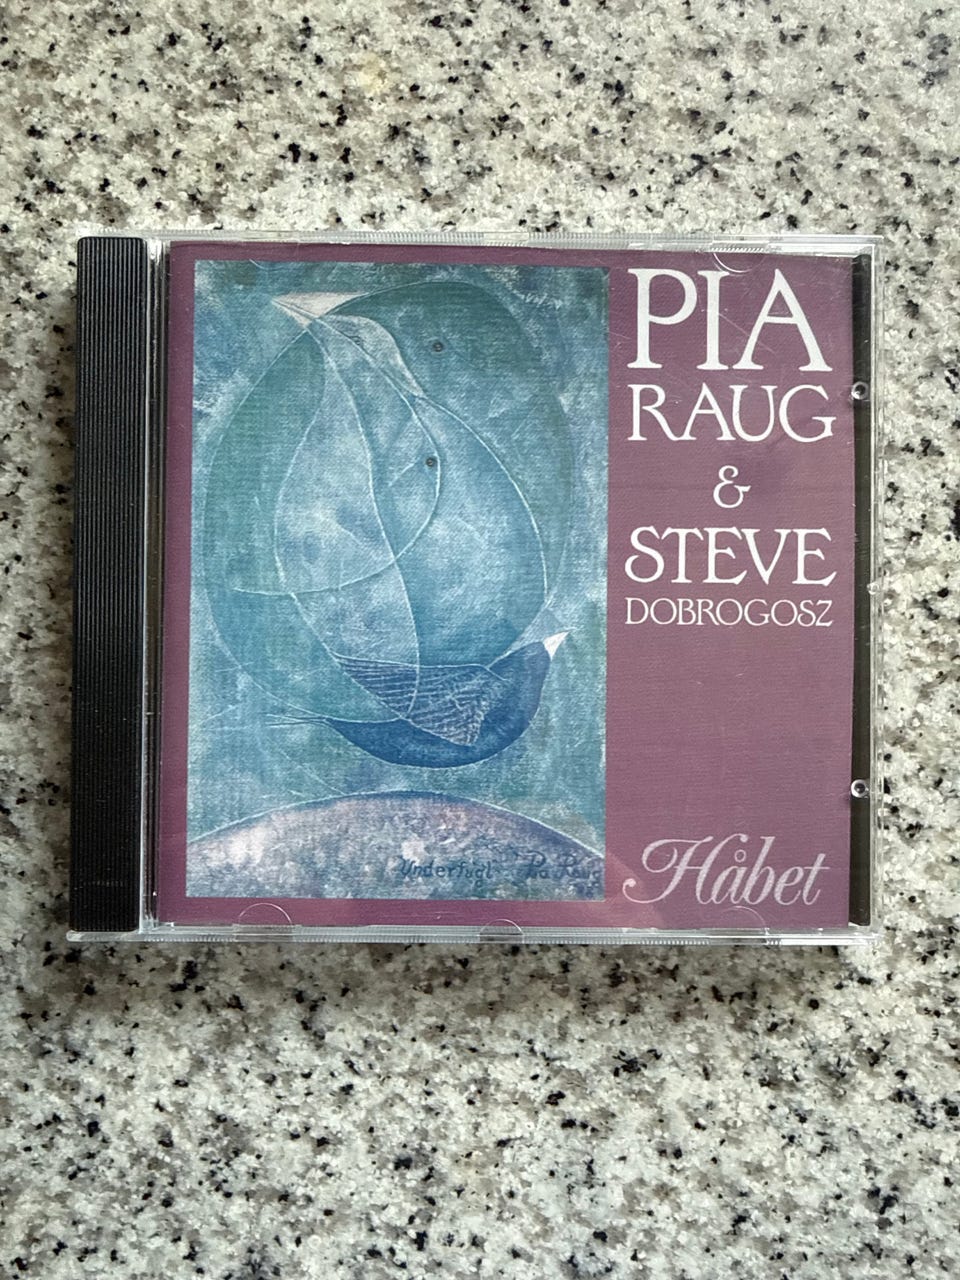 PIA
RAUG
&
STEVE
DOBROGOSZ
Håbet
Underfugl Pia Raug